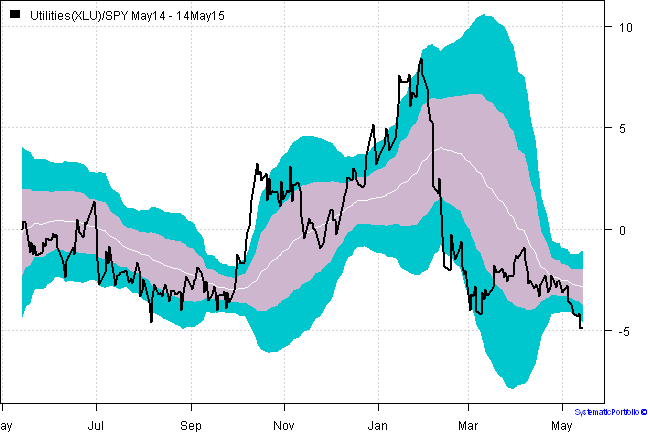 Utilities(XLU)/SPY May14 - 14May15
10
5
0
-5
ay Jul Sep Nov Jan Mar May
SystematicPortfolio ©